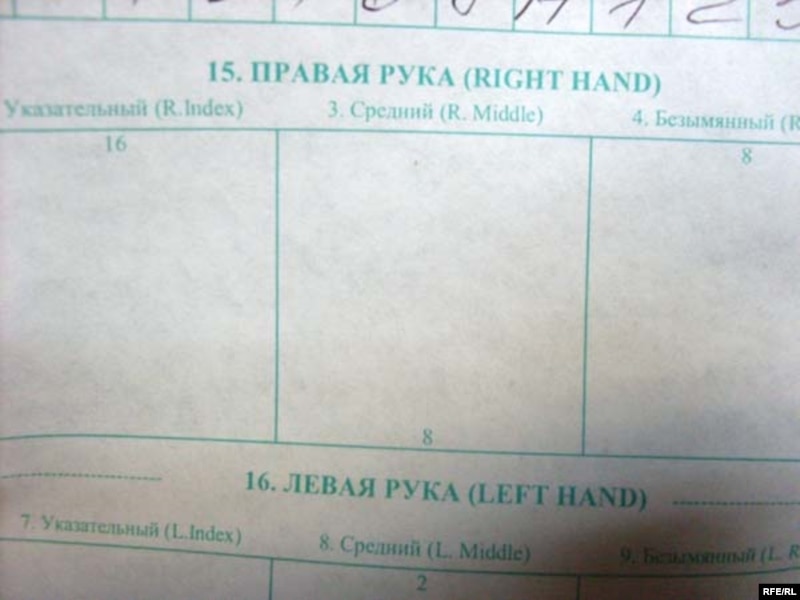 15. ПРАВАЯ РУКА (RIGHT HAND)
Указательный (R.Index) 3. Средний (R. Middle) 4. Безымянный (R
16 8
8
16. ЛЕВАЯ РУКА (LEFT HAND)
7. Указательный (L.Index) 8. Средний (L. Middle) 9. Безымянный (L. R
2
RFE/RL